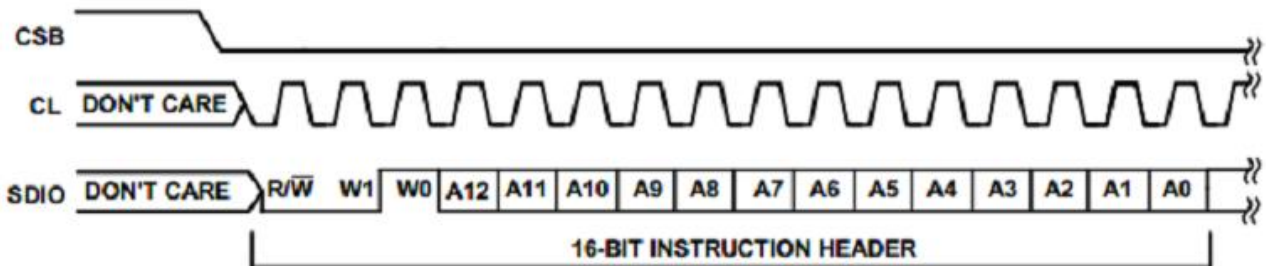 CSB
CL DON'T CARE
SDIO DON'T CARE R/W̅ W1 W0 A12 A11 A10 A9 A8 A7 A6 A5 A4 A3 A2 A1 A0
16-BIT INSTRUCTION HEADER